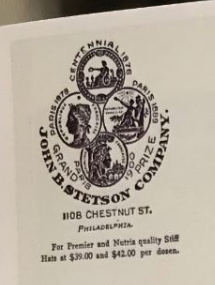 CENTENNIAL 1876
PARIS 1878
PARIS 1889
GRAND PRIZE
PARIS 1900
JOHN B. STETSON COMPANY.
1108 CHESTNUT ST.
PHILADELPHIA.
For Premier and Nutria quality Stiff
Hats at $39.00 and $42.00 per dozen.